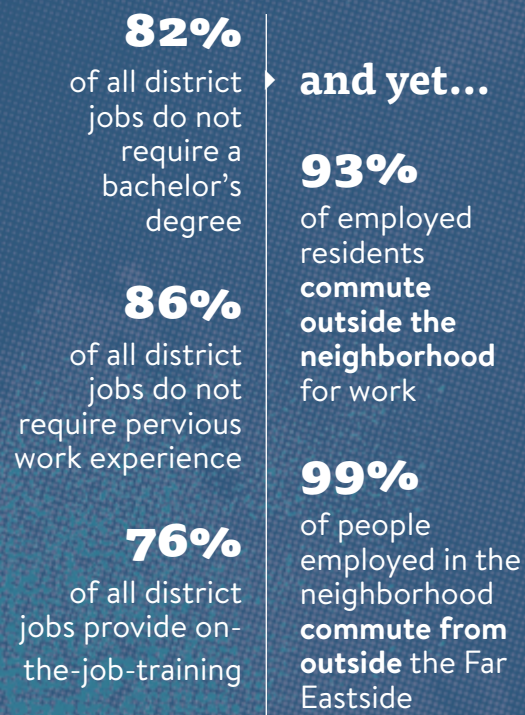 82%
of all district
jobs do not
require a
bachelor's
degree
86%
of all district
jobs do not
require pervious
work experience
76%
of all district
jobs provide on-
the-job-training
and yet...
93%
of employed
residents
commute
outside the
neighborhood
for work
99%
of people
employed in the
neighborhood
commute from
outside the Far
Eastside